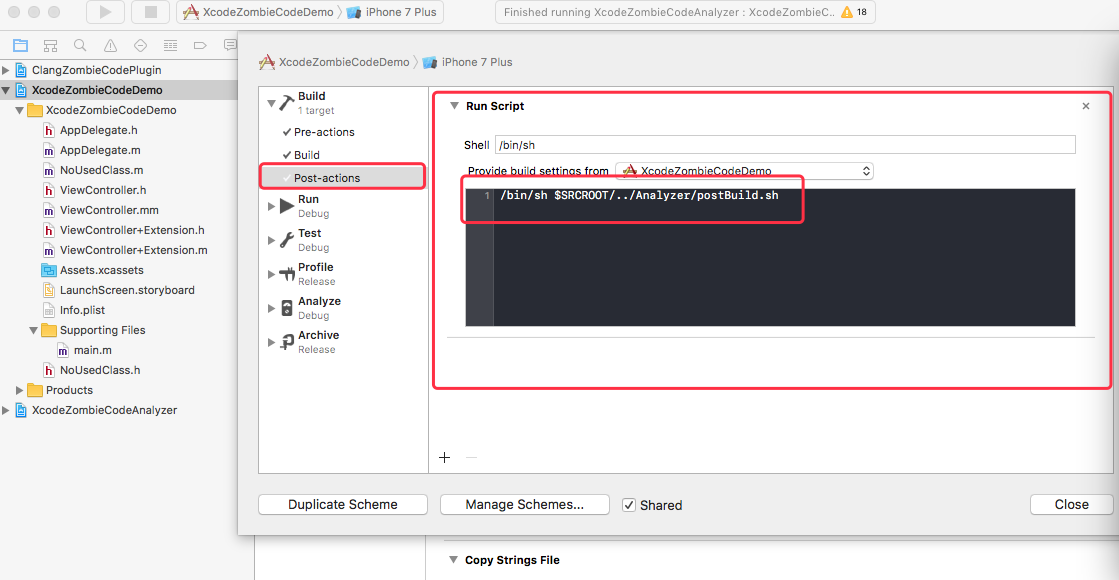 XcodeZombieCodeDemo
iPhone 7 Plus
Finished running XcodeZombieCodeAnalyzer : XcodeZombieC... 18
XcodeZombieCodeDemo
iPhone 7 Plus
ClangZombieCodePlugin
XcodeZombieCodeDemo
XcodeZombieCodeDemo
AppDelegate.h
AppDelegate.m
NoUsedClass.m
ViewController.h
ViewController.mm
ViewController+Extension.h
ViewController+Extension.m
Assets.xcassets
LaunchScreen.storyboard
Info.plist
Supporting Files
main.m
NoUsedClass.h
Products
XcodeZombieCodeAnalyzer
Build
1 target
Pre-actions
Build
Post-actions
Run
Debug
Test
Debug
Profile
Release
Analyze
Debug
Archive
Release
Run Script
Shell /bin/sh
Provide build settings from XcodeZombieCodeDemo
1 /bin/sh $SRCROOT/../Analyzer/postBuild.sh
Duplicate Scheme
Manage Schemes...
Shared
Close
Copy Strings File